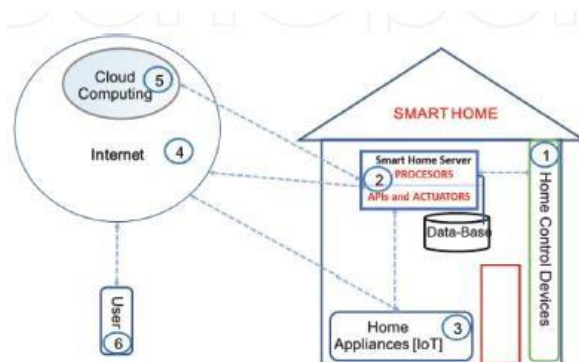 Cloud
Computing
5
Internet
4
User
6
SMART HOME
Smart Home Server
2
PROCESORS
APIs and ACTUATORS
Data-Base
1
Home Control Devices
Home
Appliances [IoT]
3